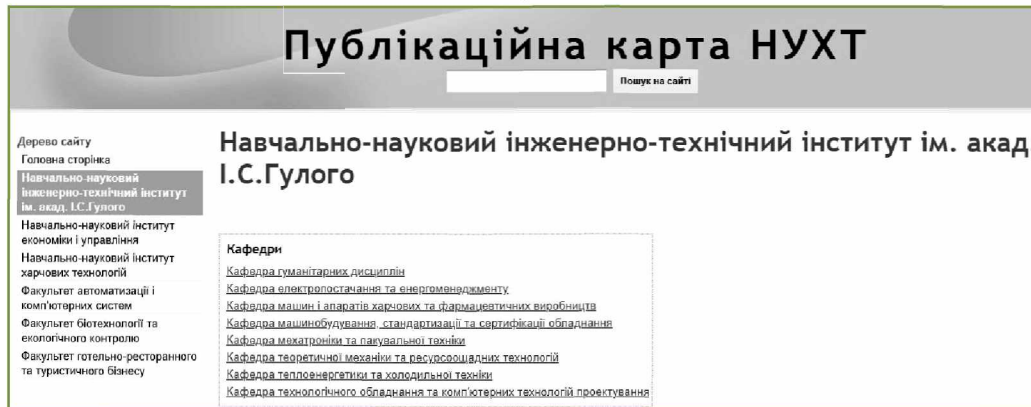 Публікаційна карта НУХТ
Пошук на сайті
Дерево сайту
Головна сторінка
Навчально-науковий
інженерно-технічний інститут
ім. акад. І.С.Гулого
Навчально-науковий інститут
економіки і управління
Навчально-науковий інститут
харчових технологій
Факультет автоматизації і
комп'ютерних систем
Факультет біотехнології та
екологічного контролю
Факультет готельно-ресторанного
та туристичного бізнесу
Навчально-науковий інженерно-технічний інститут ім. акад
І.С.Гулого
Кафедри
Кафедра гуманітарних дисциплін
Кафедра електропостачання та енергоменеджменту
Кафедра машин і апаратів харчових та фармацевтичних виробництв
Кафедра машинобудування, стандартизації та сертифікації обладнання
Кафедра мехатроніки та пакувальної техніки
Кафедра теоретичної механіки та ресурсоощадних технологій
Кафедра теплоенергетики та холодильної техніки
Кафедра технологічного обладнання та комп'ютерних технологій проектування